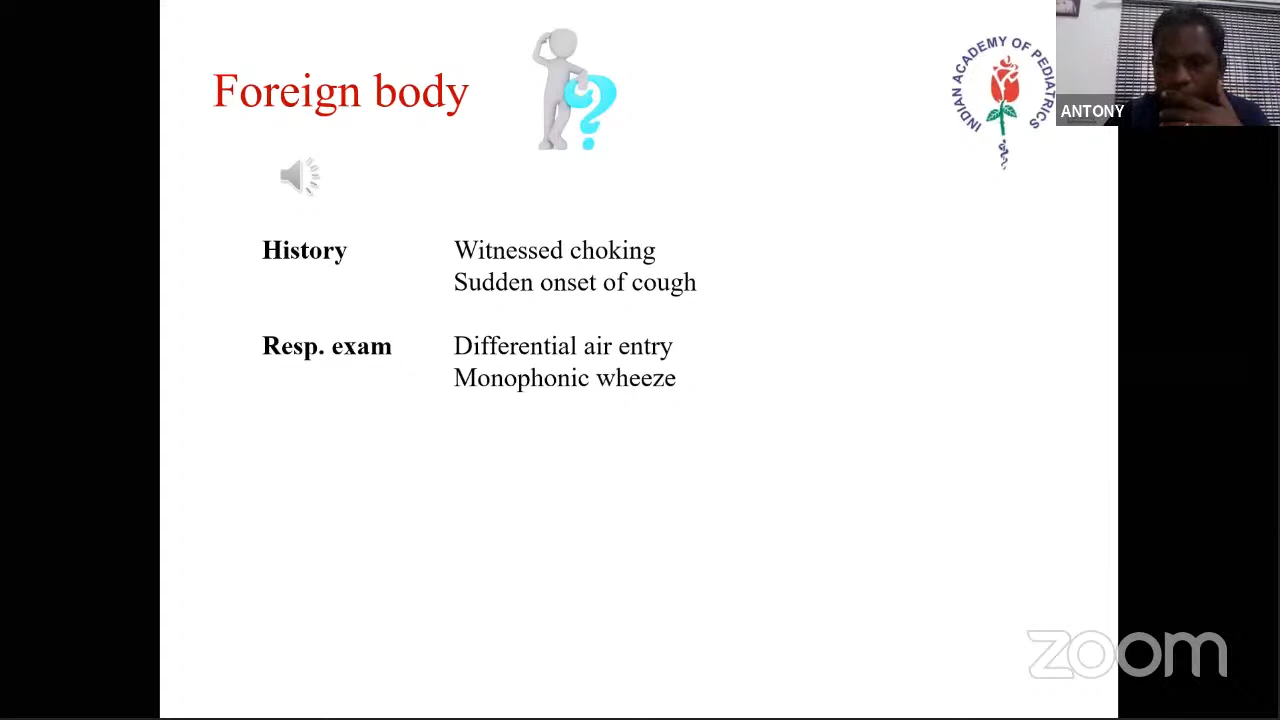 Foreign body
INDIAN ACADEMY OF PEDIATRICS
ANTONY
History Witnessed choking
Sudden onset of cough
Resp. exam Differential air entry
Monophonic wheeze
zoom